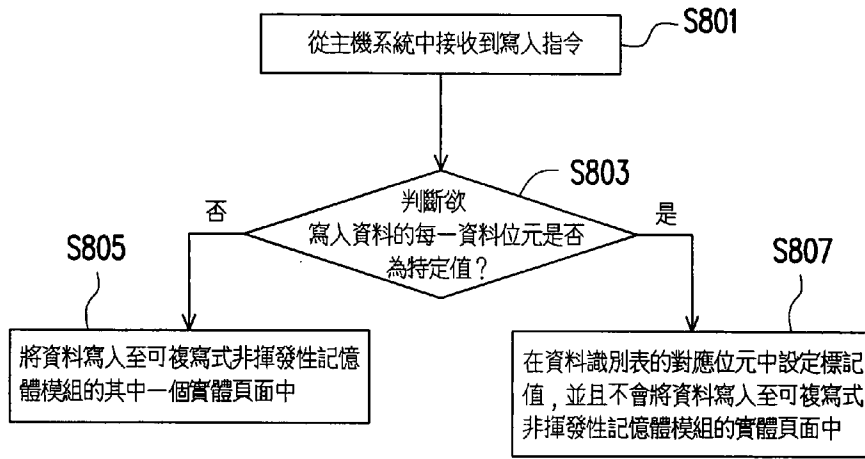 從主機系統中接收到寫入指令
S801
判斷欲
寫入資料的每一資料位元是否
為特定值?
S803
否
是
S805
將資料寫入至可複寫式非揮發性記憶
體模組的其中一個實體頁面中
S807
在資料識別表的對應位元中設定標記
值,並且不會將資料寫入至可複寫式
非揮發性記憶體模組的實體頁面中